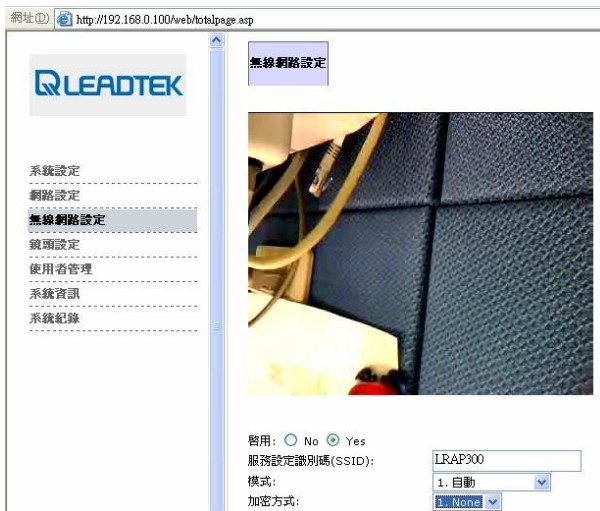 網址(D) http://192.168.0.100/web/totalpage.asp
LEADTEK
系統設定
網路設定
無線網路設定
鏡頭設定
使用者管理
系統資訊
系統紀錄
無線網路設定
啓用: No Yes
服務設定識別碼(SSID): LRAP300
模式: 1. 自動
加密方式: 1. None